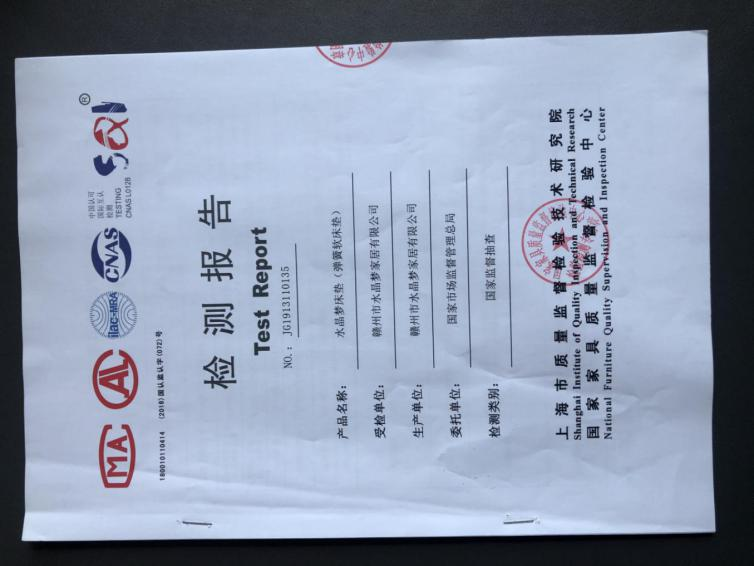 MA
AL
ilac-MRA
CNAS
中国认可
国际互认
检测
TESTING
CNAS L0128
®
180010110414 (2018)国认监认字(072)号
检测报告
Test Report
NO.: JG1913110135
产品名称: 水晶梦床垫(弹簧软床垫)
受检单位: 赣州市水晶梦家居有限公司
生产单位: 赣州市水晶梦家居有限公司
委托单位: 国家市场监督管理总局
检测类别: 国家监督抽查
上海市质量监督检验技术研究院
Shanghai Institute of Quality Inspection and Technical Research
国家家具质量监督检验中心
National Furniture Quality Supervision and Inspection Center